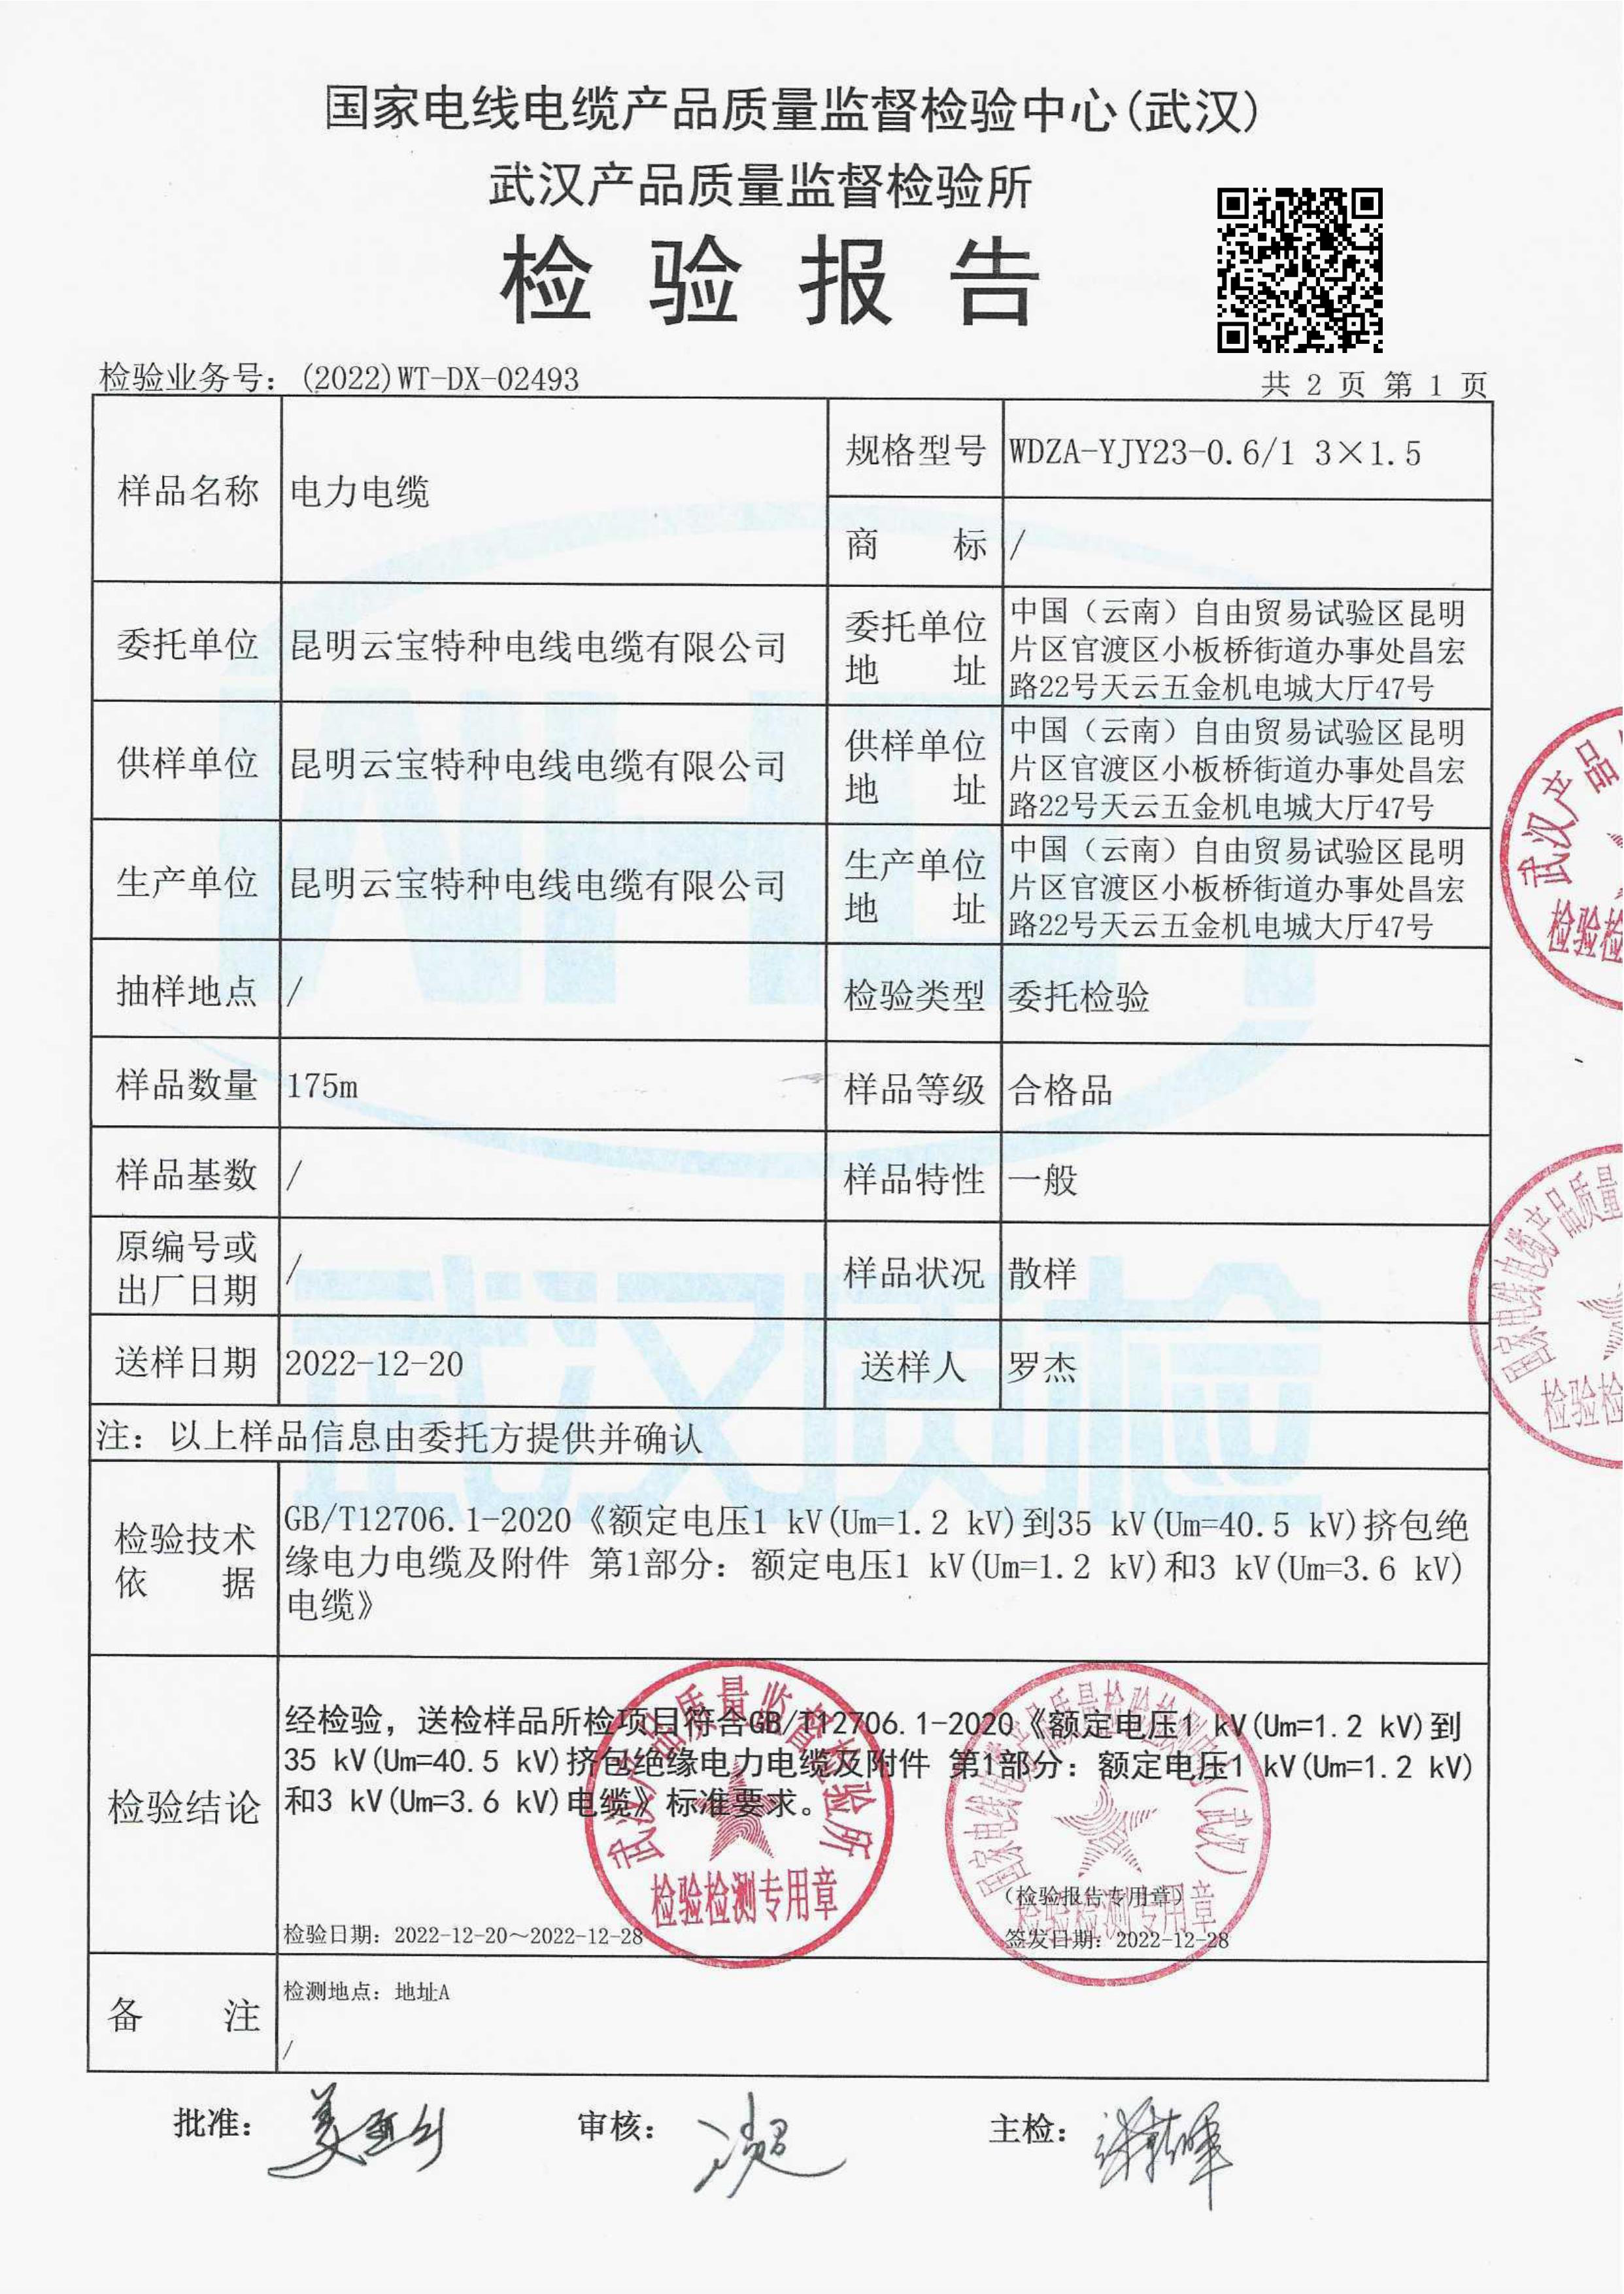 国家电线电缆产品质量监督检验中心(武汉)
武汉产品质量监督检验所
检验报告
检验业务号：(2022)WT-DX-02493
共 2 页 第 1 页
样品名称
电力电缆
规格型号
WDZA-YJY23-0.6/1 3×1.5
商 标
/
委托单位
昆明云宝特种电线电缆有限公司
委托单位
地 址
中国（云南）自由贸易试验区昆明
片区官渡区小板桥街道办事处昌宏
路22号天云五金机电城大厅47号
供样单位
昆明云宝特种电线电缆有限公司
供样单位
地 址
中国（云南）自由贸易试验区昆明
片区官渡区小板桥街道办事处昌宏
路22号天云五金机电城大厅47号
生产单位
昆明云宝特种电线电缆有限公司
生产单位
地 址
中国（云南）自由贸易试验区昆明
片区官渡区小板桥街道办事处昌宏
路22号天云五金机电城大厅47号
抽样地点
/
检验类型
委托检验
样品数量
175m
样品等级
合格品
样品基数
/
样品特性
一般
原编号或
出厂日期
/
样品状况
散样
送样日期
2022-12-20
送样人
罗杰
注：以上样品信息由委托方提供并确认
检验技术
依 据
GB/T12706.1-2020《额定电压1 kV(Um=1.2 kV)到35 kV(Um=40.5 kV)挤包绝
缘电力电缆及附件 第1部分：额定电压1 kV(Um=1.2 kV)和3 kV(Um=3.6 kV)
电缆》
检验结论
经检验，送检样品所检项目符合GB/T12706.1-2020《额定电压1 kV(Um=1.2 kV)到
35 kV(Um=40.5 kV)挤包绝缘电力电缆及附件 第1部分：额定电压1 kV(Um=1.2 kV)
和3 kV(Um=3.6 kV)电缆》标准要求。
武汉产品质量监督检验所
检验检测专用章
国家电线电缆产品质量检验检测中心(武汉)
检验检测专用章
(检验报告专用章)
检验日期：2022-12-20～2022-12-28
签发日期：2022-12-28
备 注
检测地点：地址A
/
批准：
审核：
主检：
武汉产品
检验检
国家电线电缆产品质量
检验检
武汉质检